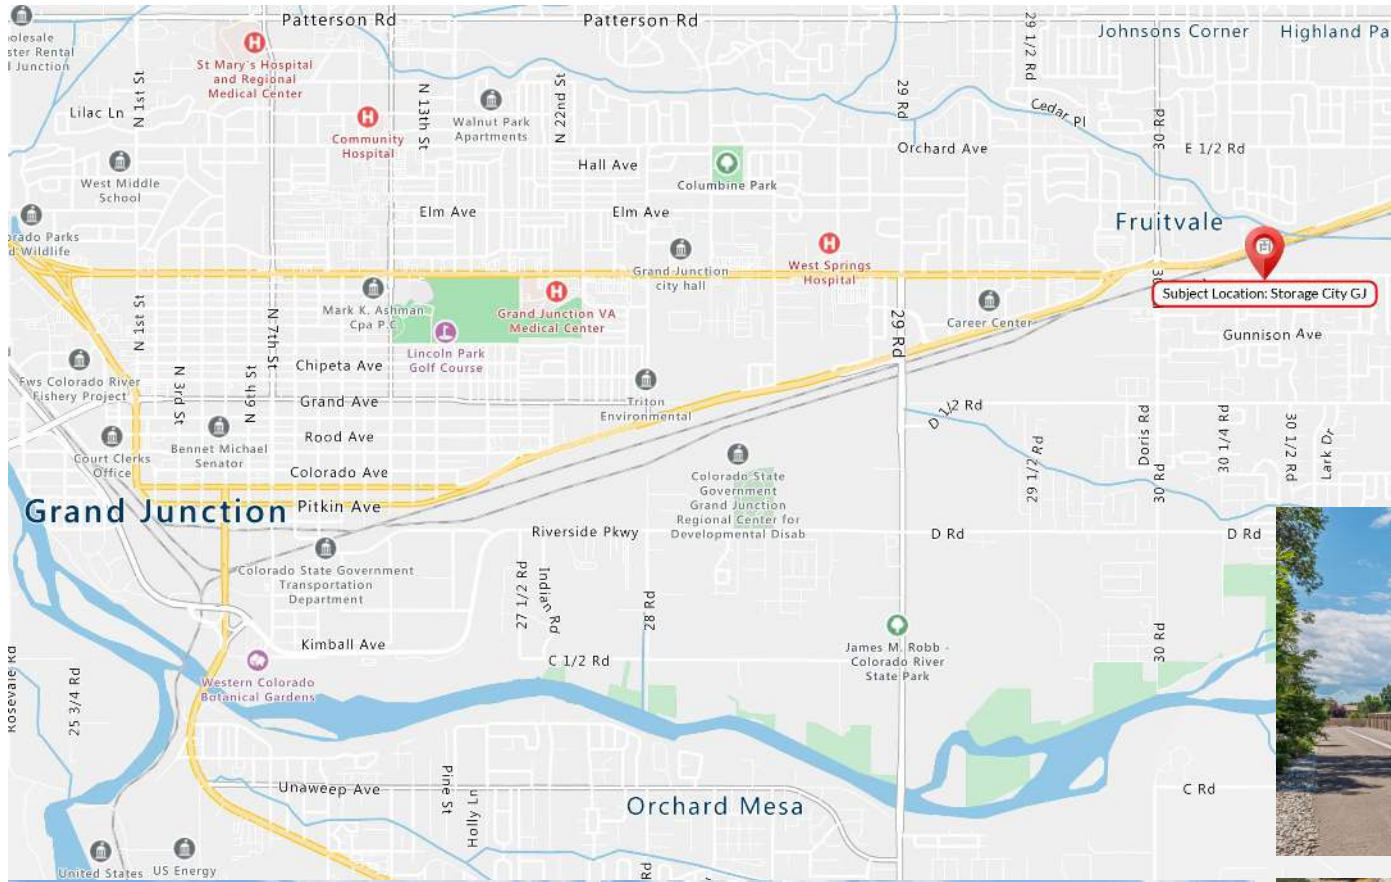 Patterson Rd
Patterson Rd
29 1/2 Rd
Johnsons Corner
Highland Pa
olesale
ster Rental
Junction
St Mary's Hospital
and Regional
Medical Center
N 1st St
Lilac Ln
Community
Hospital
N 13th St
Walnut Park
Apartments
N 22nd St
29 Rd
Cedar Pl
30 Rd
Orchard Ave
E 1/2 Rd
Hall Ave
Columbine Park
West Middle
School
Elm Ave
Elm Ave
Fruitvale
orado Parks
d Wildlife
Grand Junction
city hall
West Springs
Hospital
Subject Location: Storage City GJ
Mark K. Ashman
Cpa P.C
Grand Junction VA
Medical Center
Career Center
Gunnison Ave
N 1st St
N 7th St
29 Rd
Lincoln Park
Golf Course
Chipeta Ave
Fws Colorado River
Fishery Project
N 3rd St
N 5th St
Grand Ave
Triton
Environmental
D 1/2 Rd
Rood Ave
Court Clerks
Office
Bennet Michael
Senator
Colorado Ave
29 1/2 Rd
Doris Rd
30 Rd
30 1/4 Rd
30 1/2 Rd
Lark Dr
Colorado State
Government
Grand Junction
Regional Center for
Developmental Disab
Grand Junction
Pitkin Ave
Riverside Pkwy
D Rd
D Rd
Colorado State Government
Transportation
Department
27 1/2 Rd
Indian Rd
28 Rd
Kimball Ave
C 1/2 Rd
James M. Robb -
Colorado River
State Park
30 Rd
Rosevale Rd
25 3/4 Rd
Western Colorado
Botanical Gardens
Unaweep Ave
Pine St
Holly Ln
Orchard Mesa
C Rd
United States
US Energy
Rd